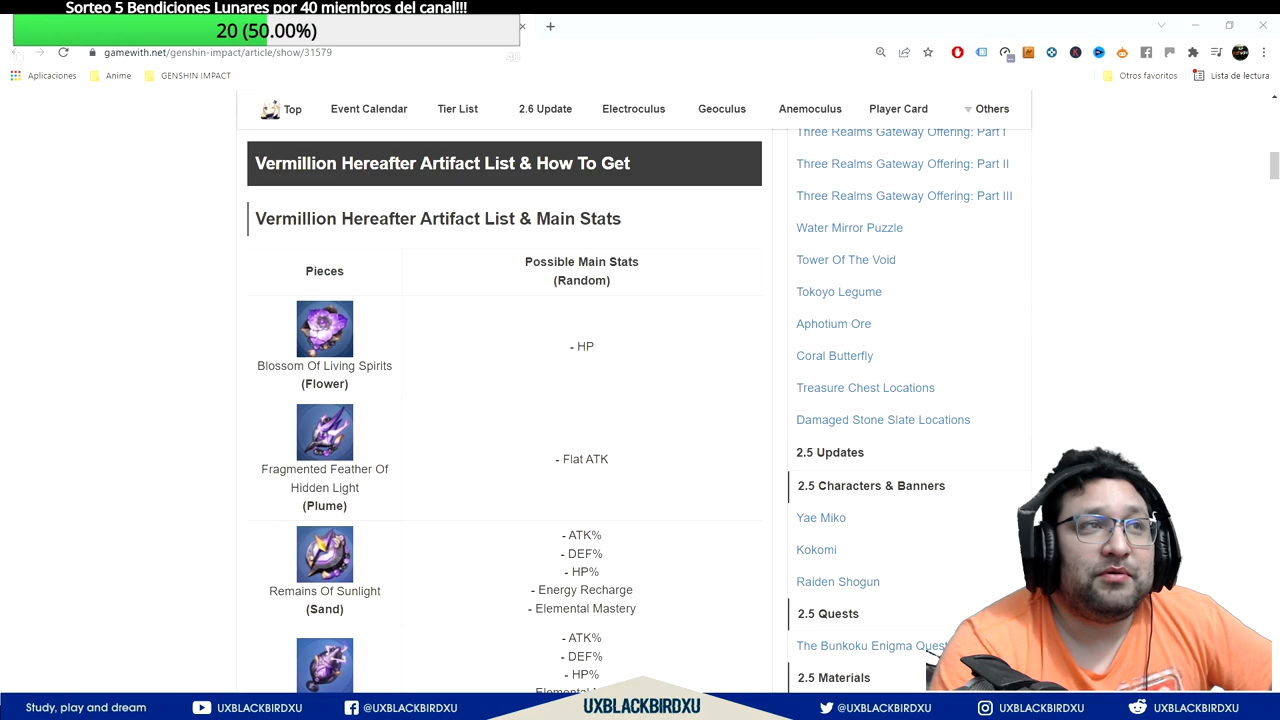 Sorteo 5 Bendiciones Lunares por 40 miembros del canal!!!
20 (50.00%)
gamewith.net/genshin-impact/article/show/31579
Aplicaciones
Anime
GENSHIN IMPACT
Otros favoritos
Lista de lectura
Top
Event Calendar
Tier List
2.6 Update
Electroculus
Geoculus
Anemoculus
Player Card
Others
Vermillion Hereafter Artifact List & How To Get
Vermillion Hereafter Artifact List & Main Stats
Pieces
Possible Main Stats
(Random)
Blossom Of Living Spirits
(Flower)
- HP
Fragmented Feather Of
Hidden Light
(Plume)
- Flat ATK
Remains Of Sunlight
(Sand)
- ATK%
- DEF%
- HP%
- Energy Recharge
- Elemental Mastery
- ATK%
- DEF%
- HP%
Three Realms Gateway Offering: Part I
Three Realms Gateway Offering: Part II
Three Realms Gateway Offering: Part III
Water Mirror Puzzle
Tower Of The Void
Tokoyo Legume
Aphotium Ore
Coral Butterfly
Treasure Chest Locations
Damaged Stone Slate Locations
2.5 Updates
2.5 Characters & Banners
Yae Miko
Kokomi
Raiden Shogun
2.5 Quests
The Bunkoku Enigma Quest
2.5 Materials
Study, play and dream
UXBLACKBIRDXU
@UXBLACKBIRDXU
UXBLACKBIRDXU
@UXBLACKBIRDXU
UXBLACKBIRDXU
UXBLACKBIRDXU